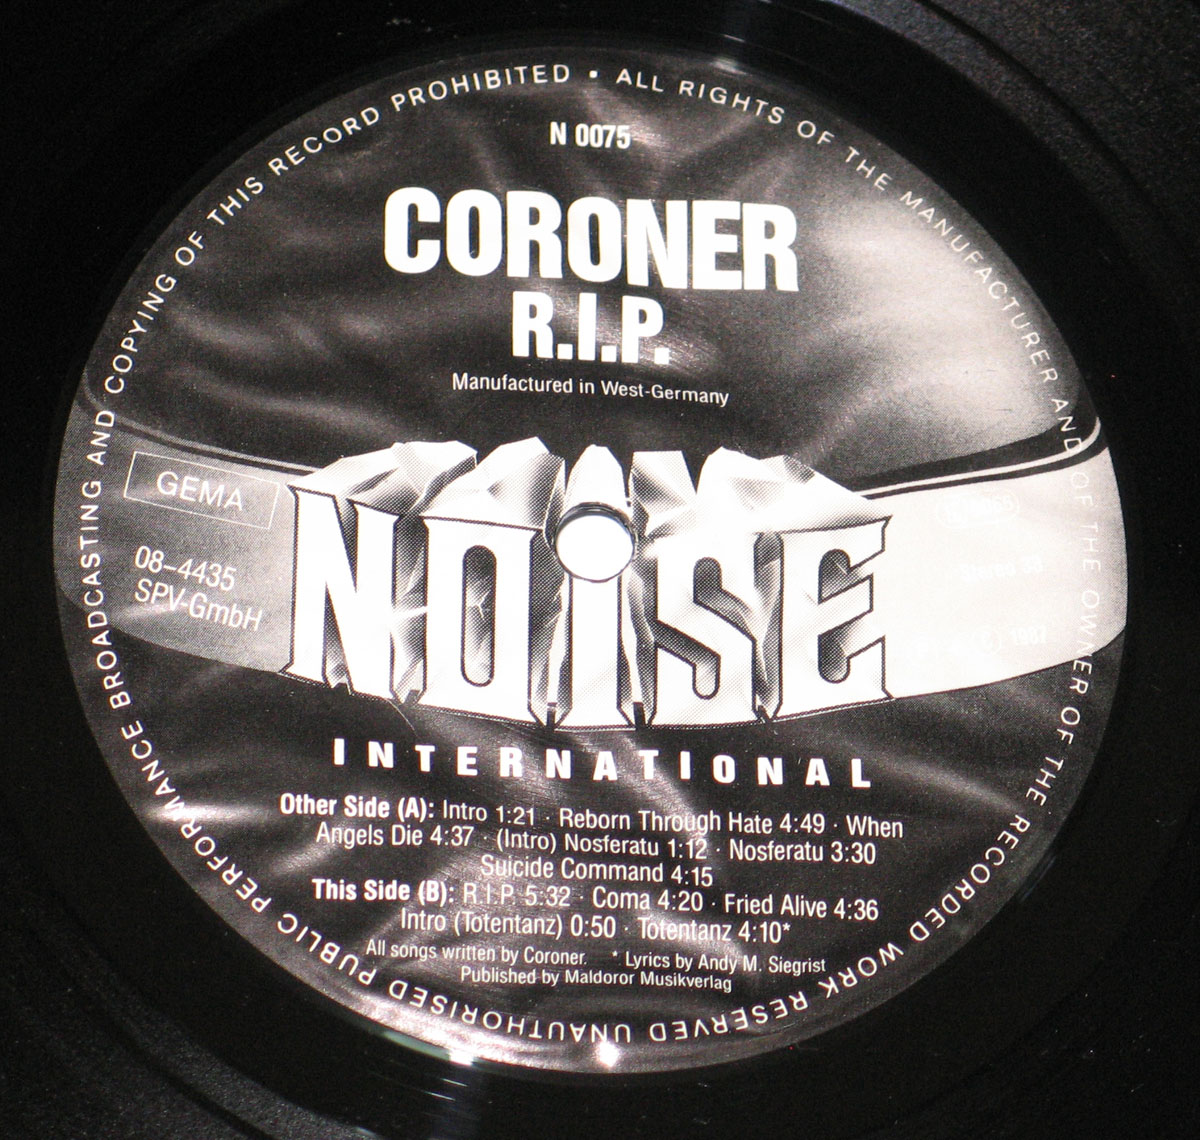 UNAUTHORISED PUBLIC PERFORMANCE BROADCASTING AND COPYING OF THIS RECORD PROHIBITED • ALL RIGHTS OF THE MANUFACTURER AND OF THE OWNER OF THE RECORDED WORK RESERVED
N 0075
CORONER
R.I.P.
Manufactured in West-Germany
GEMA
08–4435
SPV-GmbH
Stereo 33
1987
NOISE
INTERNATIONAL
Other Side (A): Intro 1:21 · Reborn Through Hate 4:49 · When
Angels Die 4:37 · (Intro) Nosferatu 1:12 · Nosferatu 3:30
Suicide Command 4:15
This Side (B): R.I.P. 5:32 · Coma 4:20 · Fried Alive 4:36
Intro (Totentanz) 0:50 · Totentanz 4:10*
All songs written by Coroner. * Lyrics by Andy M. Siegrist
Published by Maldoror Musikverlag